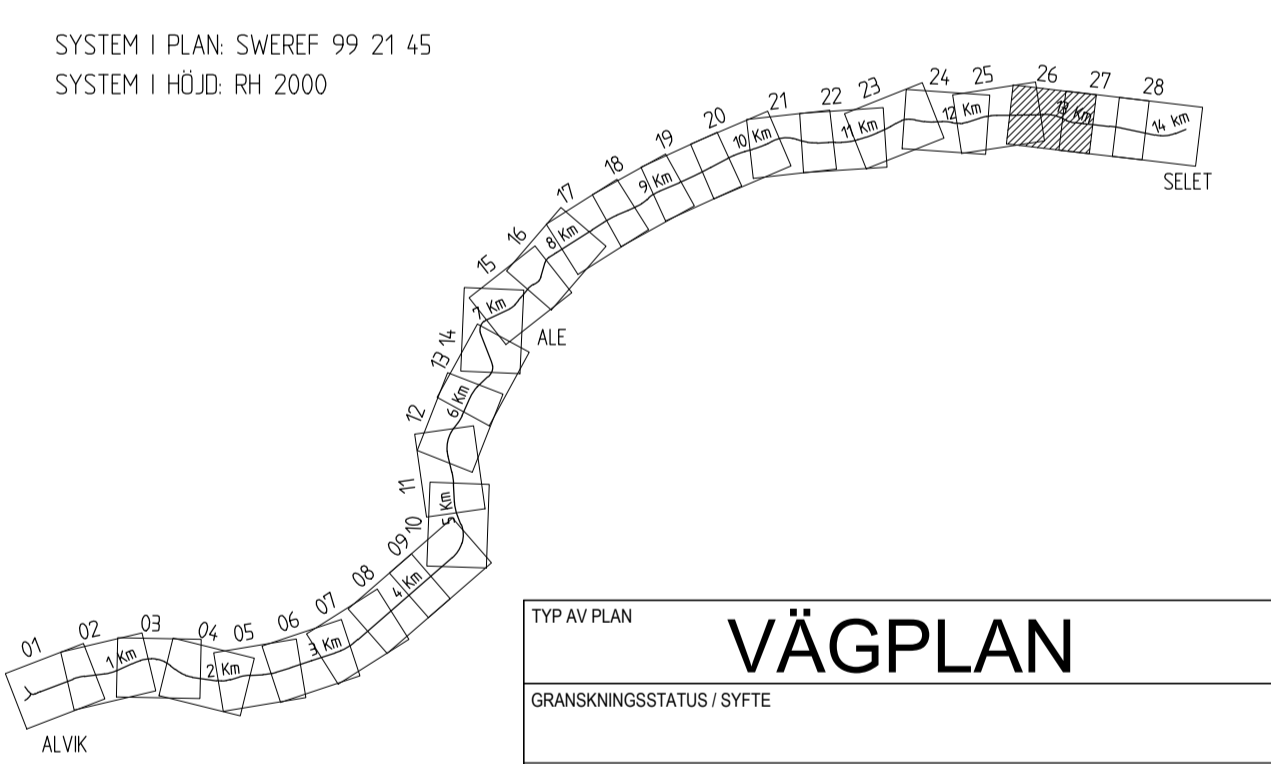 SYSTEM I PLAN: SWEREF 99 21 45
SYSTEM I HÖJD: RH 2000
01
02
03
04
05
06
07
08
09
10
11
12
13
14
15
16
17
18
19
20
21
22
23
24
25
26
27
28
1 Km
2 Km
3 Km
4 Km
5 Km
6 Km
7 Km
8 Km
9 Km
10 Km
11 Km
12 Km
13 Km
14 km
SELET
ALE
ALVIK
TYP AV PLAN
VÄGPLAN
GRANSKNINGSSTATUS / SYFTE